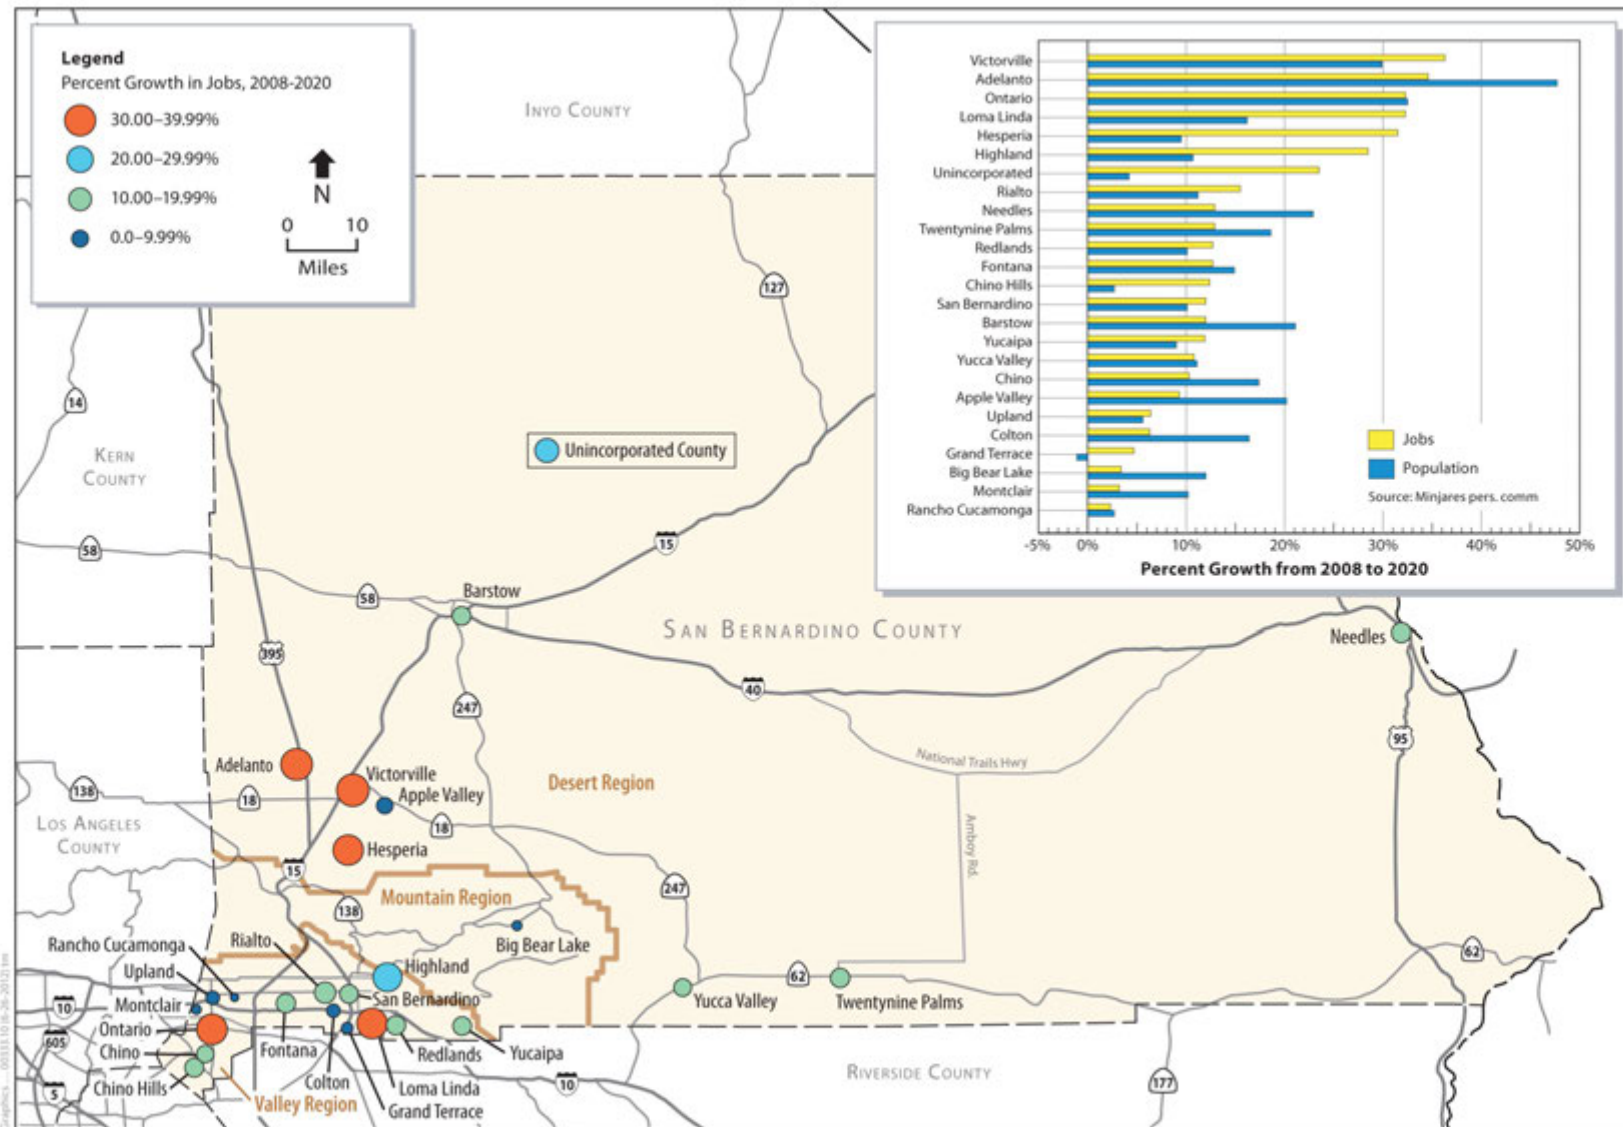 Legend
Percent Growth in Jobs, 2008-2020
30.00–39.99%
20.00–29.99%
10.00–19.99%
0.0–9.99%
N
0 10
Miles
INYO COUNTY
Victorville
Adelanto
Ontario
Loma Linda
Hesperia
Highland
Unincorporated
Rialto
Needles
Twentynine Palms
Redlands
Fontana
Chino Hills
San Bernardino
Barstow
Yucaipa
Yucca Valley
Chino
Apple Valley
Upland
Colton
Grand Terrace
Big Bear Lake
Montclair
Rancho Cucamonga
Jobs
Population
Source: Minjares pers. comm
-5% 0% 10% 20% 30% 40% 50%
Percent Growth from 2008 to 2020
127
14
KERN
COUNTY
Unincorporated County
58
15
58
Barstow
SAN BERNARDINO COUNTY
Needles
395
40
247
95
National Trails Hwy
Adelanto
Victorville
Apple Valley
Desert Region
138
18
18
Amboy Rd.
LOS ANGELES
COUNTY
Hesperia
15
247
Mountain Region
138
Big Bear Lake
Rancho Cucamonga
Rialto
62
Highland
Upland
62
San Bernardino
Yucca Valley
Twentynine Palms
Montclair
10
Ontario
605
Chino
Fontana
Redlands
Yucaipa
RIVERSIDE COUNTY
Chino Hills
Colton
Loma Linda
10
177
5
Valley Region
Grand Terrace